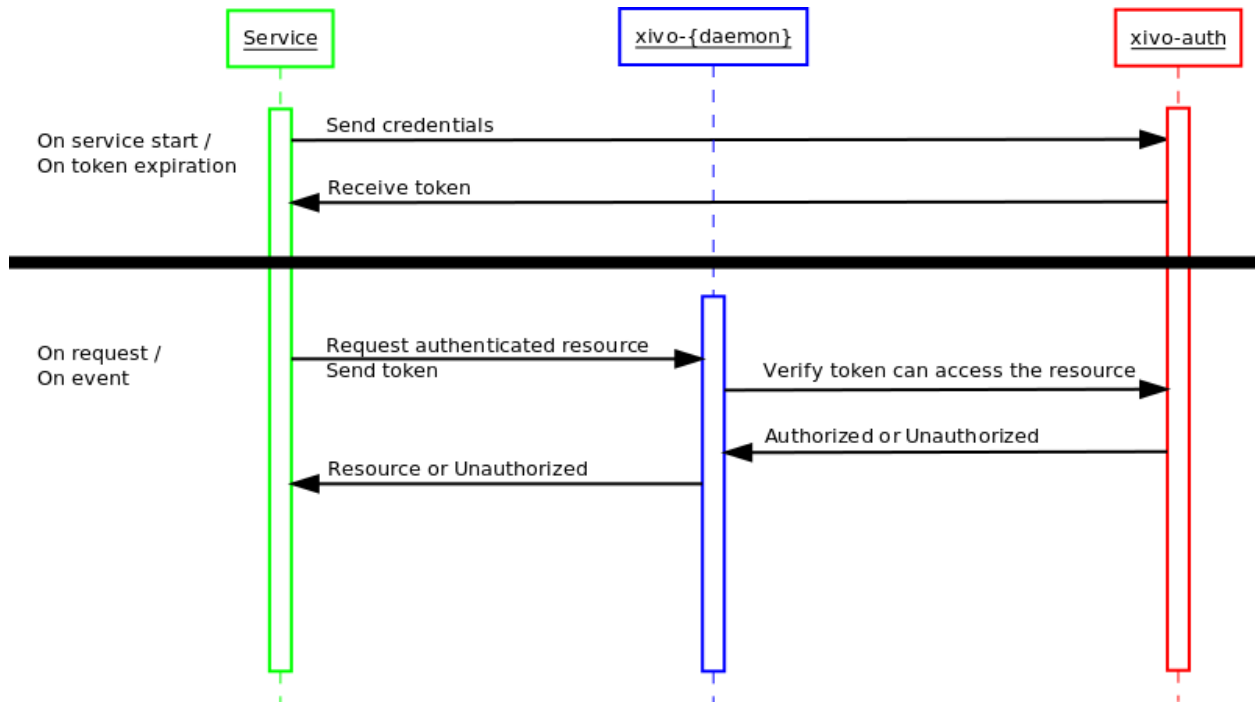 Service
xivo-{daemon}
xivo-auth
On service start /
On token expiration
Send credentials
Receive token
On request /
On event
Request authenticated resource
Send token
Verify token can access the resource
Authorized or Unauthorized
Resource or Unauthorized